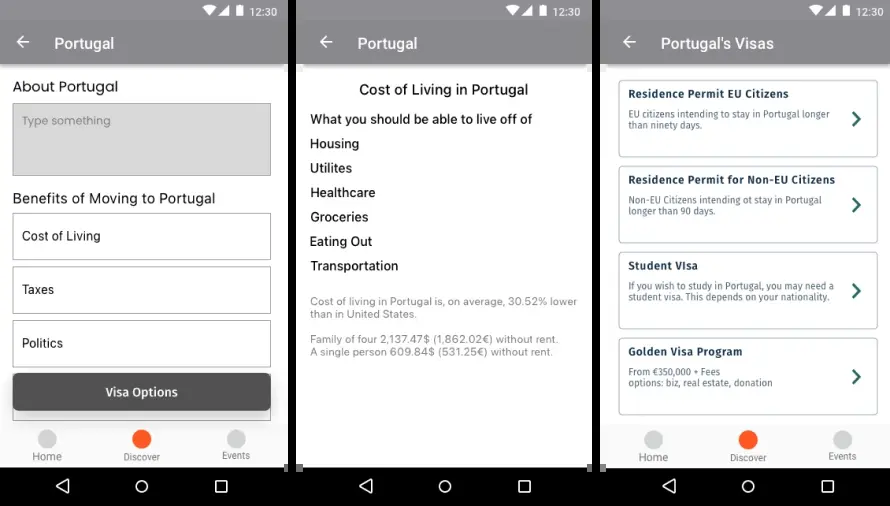 12:30
Portugal
About Portugal
Type something
Benefits of Moving to Portugal
Cost of Living
Taxes
Politics
Visa Options
Home
Discover
Events
12:30
Portugal
Cost of Living in Portugal
What you should be able to live off of
Housing
Utilites
Healthcare
Groceries
Eating Out
Transportation
Cost of living in Portugal is, on average, 30.52% lower
than in United States.
Family of four 2,137.47$ (1,862.02€) without rent.
A single person 609.84$ (531.25€) without rent.
12:30
Portugal's Visas
Residence Permit EU Citizens
EU citizens intending to stay in Portugal longer
than ninety days.
Residence Permit for Non-EU Citizens
Non-EU Citizens intending ot stay in Portugal
longer than 90 days.
Student VIsa
If you wish to study in Portugal, you may need a
student visa. This depends on your nationality.
Golden Visa Program
From €350,000 + Fees
options: biz, real estate, donation
Home
Discover
Events